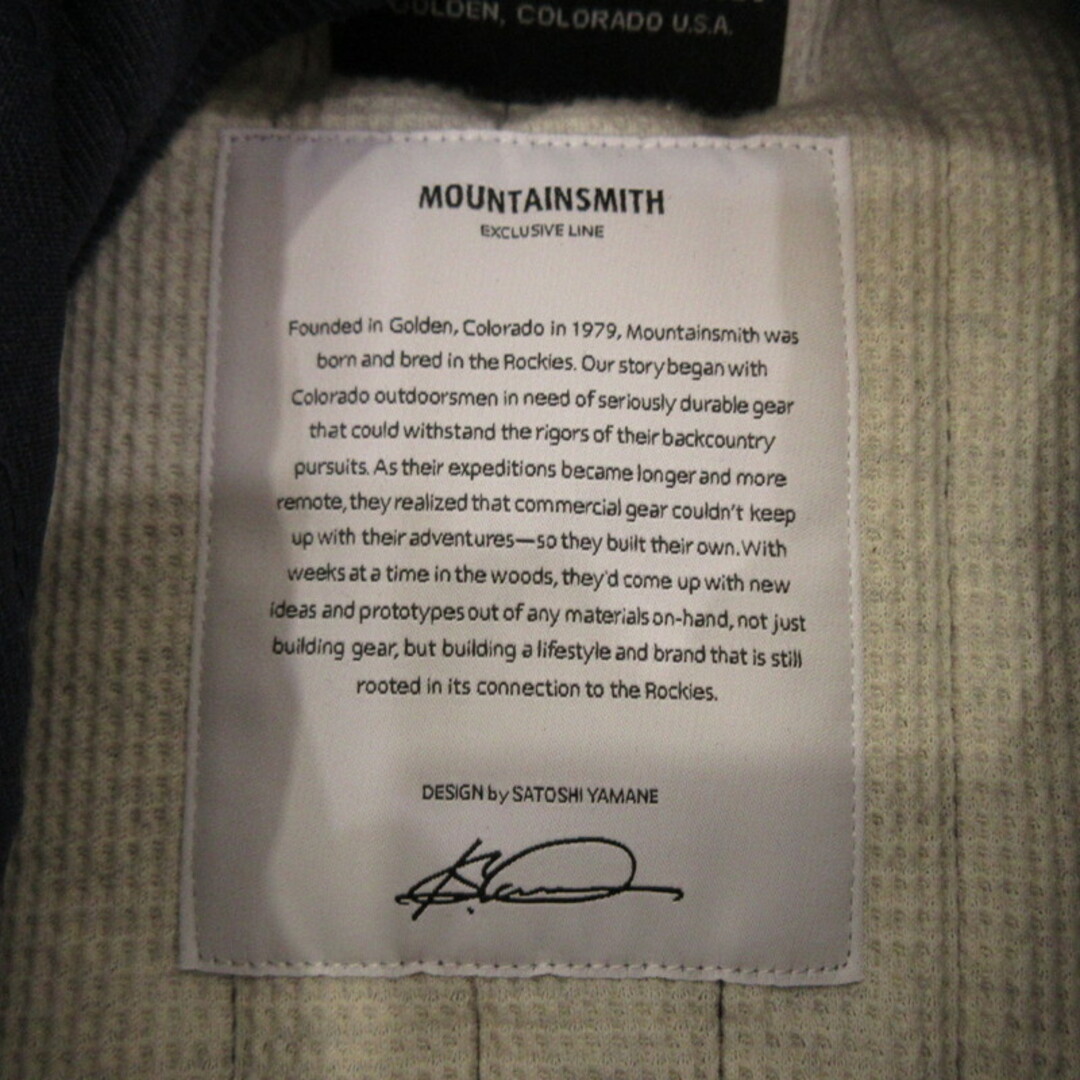 GOLDEN, COLORADO U.S.A.
MOUNTAINSMITH
EXCLUSIVE LINE
Founded in Golden, Colorado in 1979, Mountainsmith was
born and bred in the Rockies. Our story began with
Colorado outdoorsmen in need of seriously durable gear
that could withstand the rigors of their backcountry
pursuits. As their expeditions became longer and more
remote, they realized that commercial gear couldn't keep
up with their adventures—so they built their own. With
weeks at a time in the woods, they'd come up with new
ideas and prototypes out of any materials on-hand, not just
building gear, but building a lifestyle and brand that is still
rooted in its connection to the Rockies.
DESIGN by SATOSHI YAMANE